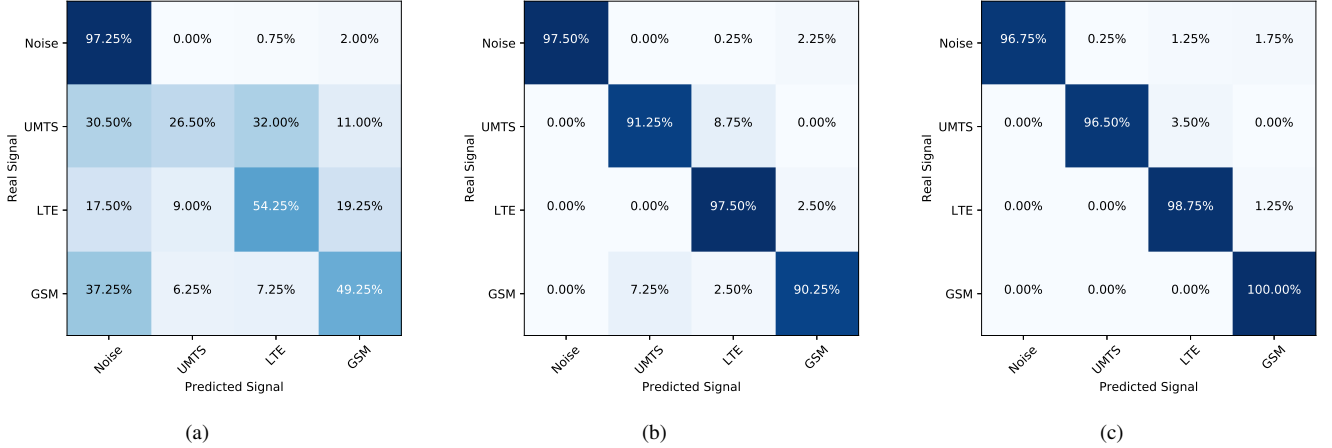 Real Signal
Noise 97.25% 0.00% 0.75% 2.00%
UMTS 30.50% 26.50% 32.00% 11.00%
LTE 17.50% 9.00% 54.25% 19.25%
GSM 37.25% 6.25% 7.25% 49.25%
Noise UMTS LTE GSM
Predicted Signal
(a)
Real Signal
Noise 97.50% 0.00% 0.25% 2.25%
UMTS 0.00% 91.25% 8.75% 0.00%
LTE 0.00% 0.00% 97.50% 2.50%
GSM 0.00% 7.25% 2.50% 90.25%
Noise UMTS LTE GSM
Predicted Signal
(b)
Real Signal
Noise 96.75% 0.25% 1.25% 1.75%
UMTS 0.00% 96.50% 3.50% 0.00%
LTE 0.00% 0.00% 98.75% 1.25%
GSM 0.00% 0.00% 0.00% 100.00%
Noise UMTS LTE GSM
Predicted Signal
(c)